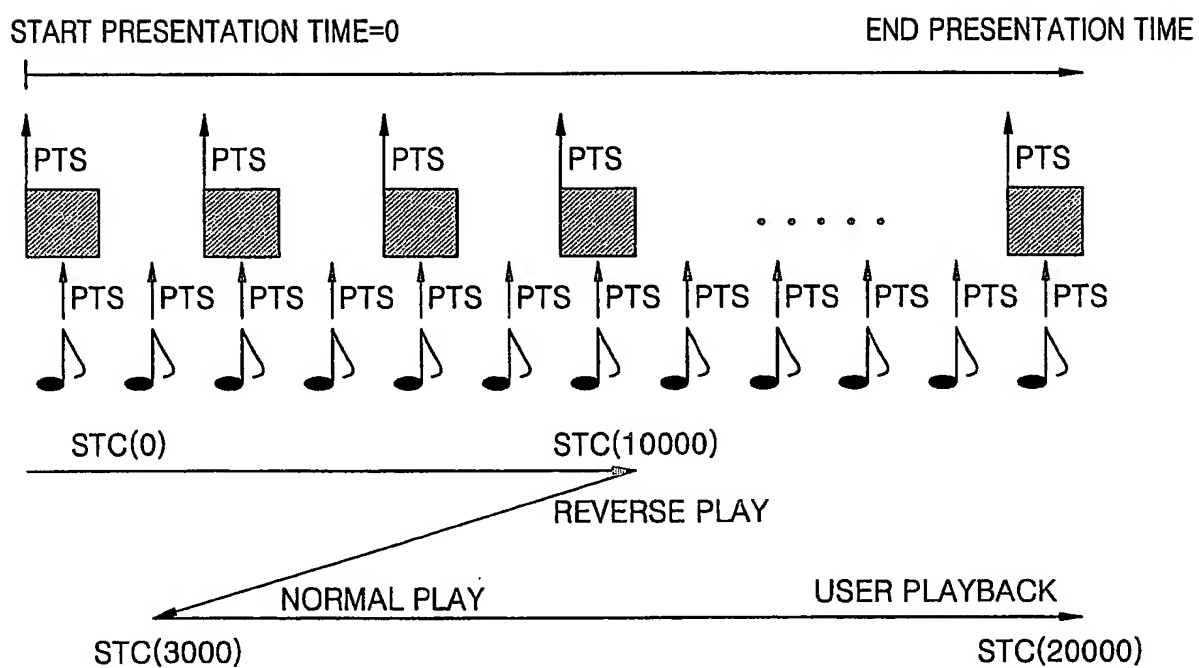 START PRESENTATION TIME=0 END PRESENTATION TIME
PTS PTS PTS PTS PTS
PTS PTS PTS PTS PTS PTS PTS PTS PTS PTS PTS PTS
STC(0) STC(10000)
REVERSE PLAY
NORMAL PLAY USER PLAYBACK
STC(3000) STC(20000)